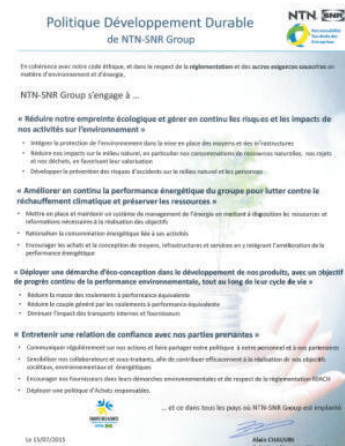 Politique Développement Durable
de NTN-SNR Group
NTN. SNR
Responsabilité
Sociétale des
Entreprises
En cohérence avec notre code éthique, et dans le respect de la réglementation et des autres exigences souscrites en
matière d'environnement et d'énergie,
NTN-SNR Group s'engage à ...
« Réduire notre empreinte écologique et gérer en continu les risques et les impacts de
nos activités sur l'environnement »
• Intégrer la protection de l'environnement dans la mise en place des moyens et des infrastructures
• Réduire nos impacts sur le milieu naturel, en particulier nos consommations de ressources naturelles, nos rejets
et nos déchets, en favorisant leur valorisation
• Développer la prévention des risques d'accidents sur le milieu naturel et les personnes
« Améliorer en continu la performance énergétique du groupe pour lutter contre le
réchauffement climatique et préserver les ressources »
• Mettre en place et maintenir un système de management de l'énergie en mettant à disposition les ressources et
informations nécessaires à la réalisation des objectifs
• Rationaliser la consommation énergétique liée à ses activités
• Encourager les achats et la conception de moyens, infrastructures et services en y intégrant l'amélioration de la
performance énergétique
« Déployer une démarche d'éco-conception dans le développement de nos produits, avec un objectif
de progrès continu de la performance environnementale, tout au long de leur cycle de vie »
• Réduire la masse des roulements à performance équivalente
• Réduire le couple généré par les roulements à performance équivalente
• Diminuer l'impact des transports internes et fournisseurs
« Entretenir une relation de confiance avec nos parties prenantes »
• Communiquer régulièrement sur nos actions et faire partager notre politique à notre personnel et à nos partenaires
• Sensibiliser nos collaborateurs et sous-traitants, afin de contribuer efficacement à la réalisation de nos objectifs
sociétaux, environnementaux et énergétiques
• Encourager nos fournisseurs dans leurs démarches environnementales et de respect de la réglementation REACH
• Déployer une politique d'Achats responsables.
... et ce dans tous les pays où NTN-SNR Group est implanté
Le 15/07/2015
Alain CHAUVIN